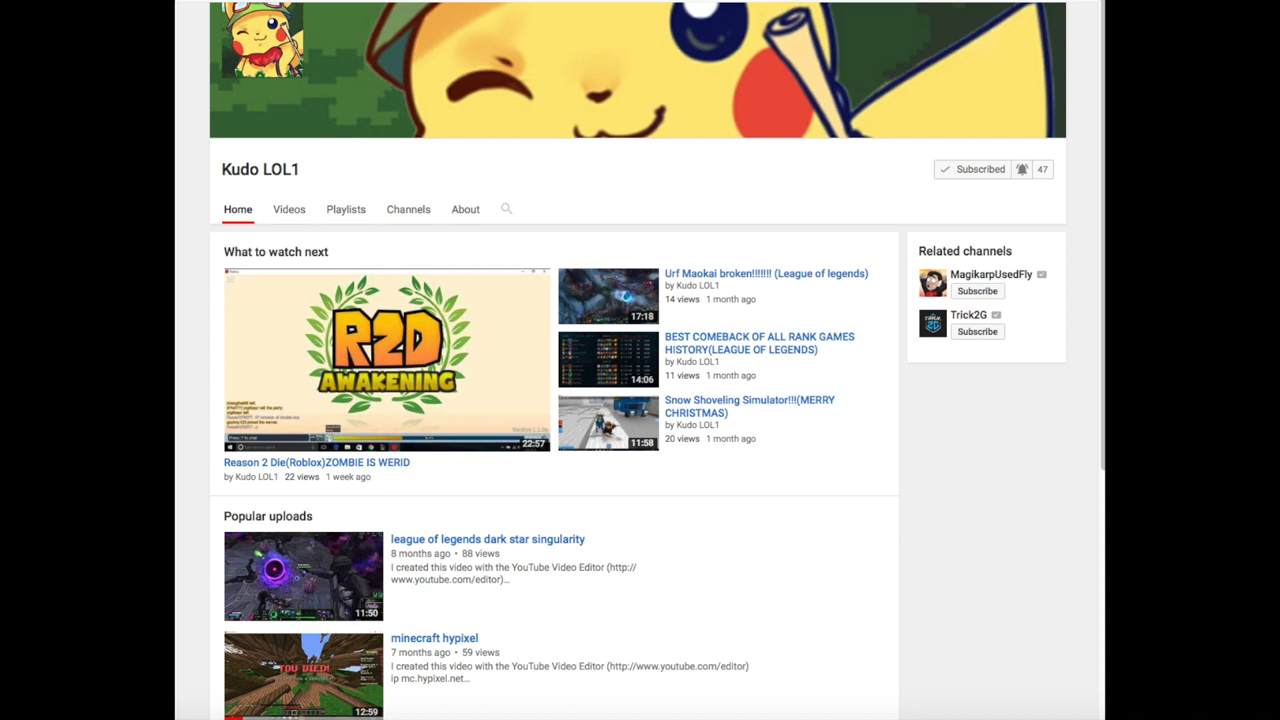 Kudo LOL1
Subscribed 47
Home Videos Playlists Channels About
What to watch next
R2D
AWAKENING
22:57
Reason 2 Die(Roblox)ZOMBIE IS WERID
by Kudo LOL1 22 views 1 week ago
17:18
Urf Maokai broken!!!!!!! (League of legends)
by Kudo LOL1
14 views 1 month ago
14:06
BEST COMEBACK OF ALL RANK GAMES
HISTORY(LEAGUE OF LEGENDS)
by Kudo LOL1
11 views 1 month ago
11:58
Snow Shoveling Simulator!!!(MERRY
CHRISTMAS)
by Kudo LOL1
20 views 1 month ago
Related channels
MagikarpUsedFly
Subscribe
Trick2G
Subscribe
Popular uploads
11:50
league of legends dark star singularity
8 months ago • 88 views
I created this video with the YouTube Video Editor (http://
www.youtube.com/editor)...
YOU DIED!
12:59
minecraft hypixel
7 months ago • 59 views
I created this video with the YouTube Video Editor (http://www.youtube.com/editor)
ip mc.hypixel.net...